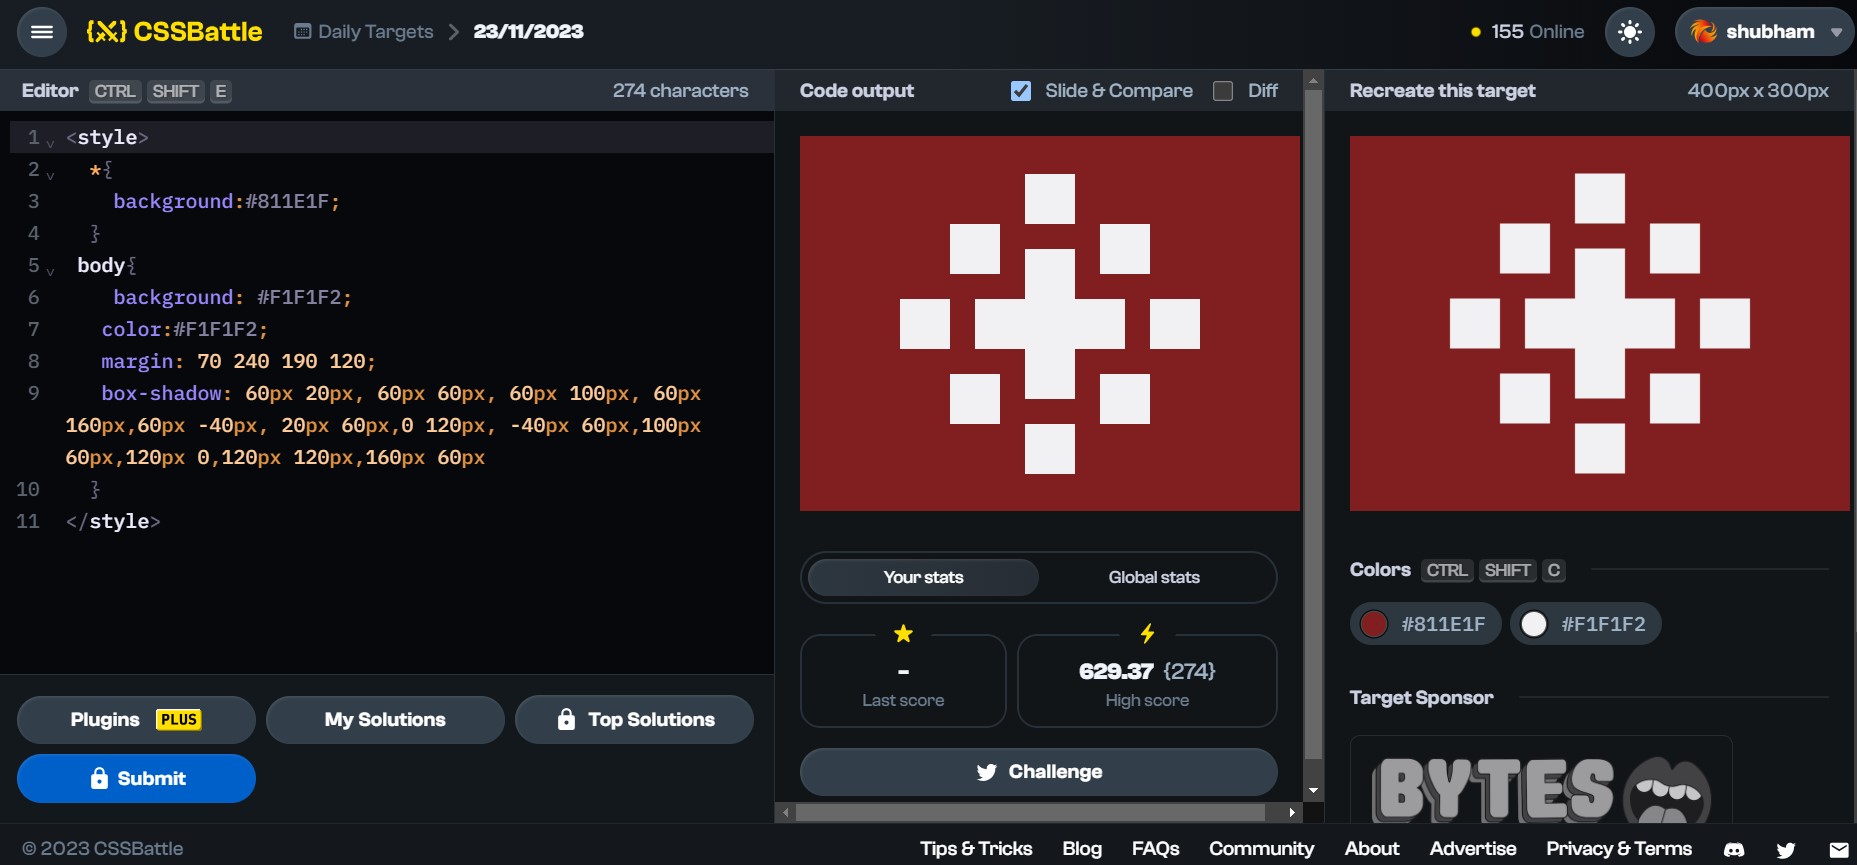 CSSBattle
Daily Targets
23/11/2023
155 Online
shubham
Editor CTRL SHIFT E
274 characters
1 <style>
2 *{
3 background:#811E1F;
4 }
5 body{
6 background: #F1F1F2;
7 color:#F1F1F2;
8 margin: 70 240 190 120;
9 box-shadow: 60px 20px, 60px 60px, 60px 100px, 60px
160px,60px -40px, 20px 60px,0 120px, -40px 60px,100px
60px,120px 0,120px 120px,160px 60px
10 }
11 </style>
Plugins PLUS
My Solutions
Top Solutions
Submit
Code output
Slide & Compare
Diff
Your stats
Global stats
-
Last score
629.37 {274}
High score
Challenge
Recreate this target
400px x 300px
Colors CTRL SHIFT C
#811E1F
#F1F1F2
Target Sponsor
BYTES
© 2023 CSSBattle
Tips & Tricks
Blog
FAQs
Community
About
Advertise
Privacy & Terms